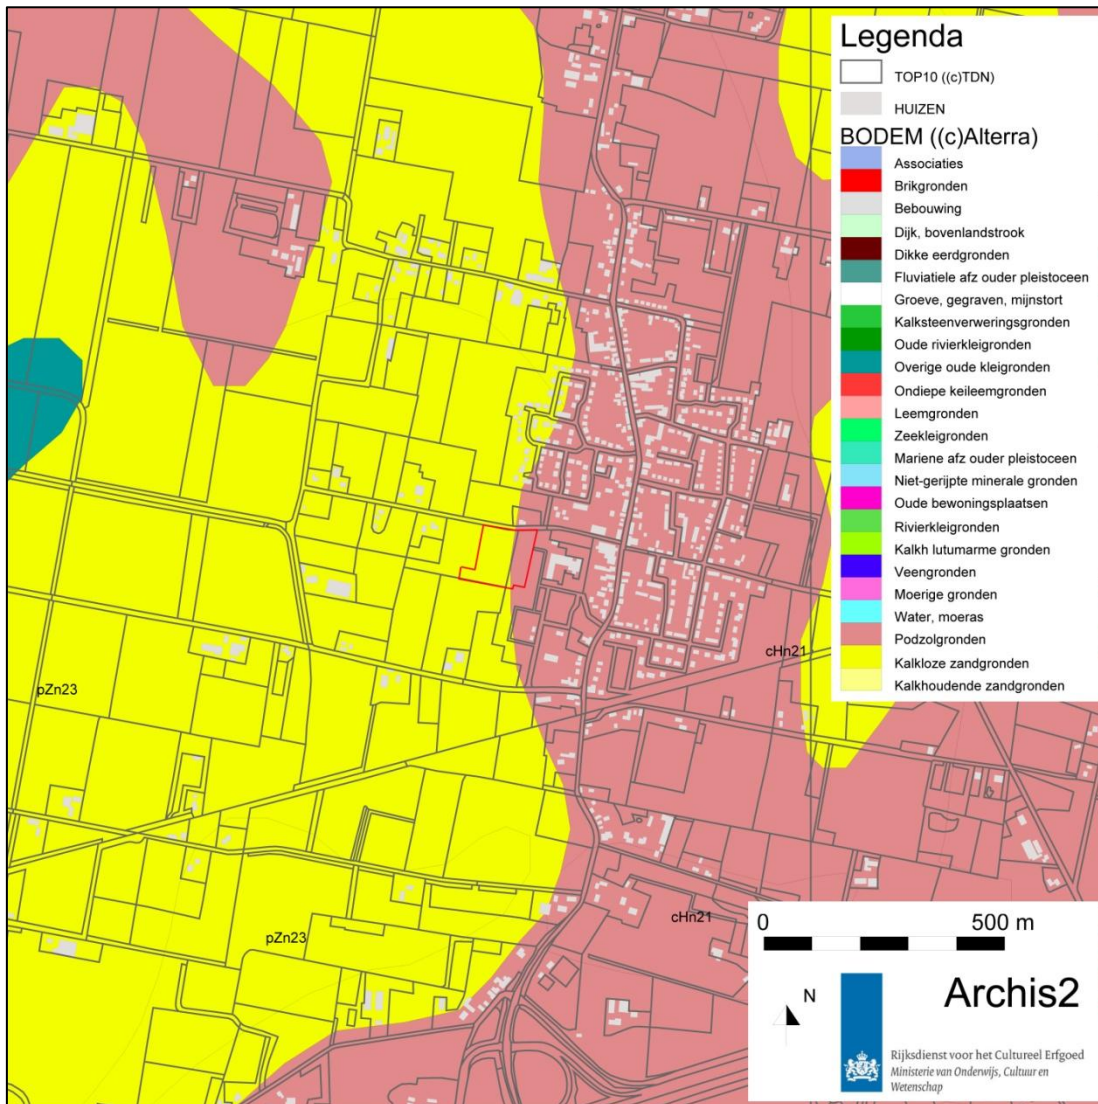 Legenda
TOP10 ((c)TDN)
HUIZEN
BODEM ((c)Alterra)
Associaties
Brikgronden
Bebouwing
Dijk, bovenlandstrook
Dikke eerdgronden
Fluviatiele afz ouder pleistoceen
Groeve, gegraven, mijnstort
Kalksteenverweringsgronden
Oude rivierkleigronden
Overige oude kleigronden
Ondiepe keileemgronden
Leemgronden
Zeekleigronden
Mariene afz ouder pleistoceen
Niet-gerijpte minerale gronden
Oude bewoningsplaatsen
Rivierkleigronden
Kalkh lutumarme gronden
Veengronden
Moerige gronden
Water, moeras
Podzolgronden
Kalkloze zandgronden
Kalkhoudende zandgronden
cHn21
pZn23
cHn21
pZn23
0 500 m
N
Archis2
Rijksdienst voor het Cultureel Erfgoed
Ministerie van Onderwijs, Cultuur en
Wetenschap